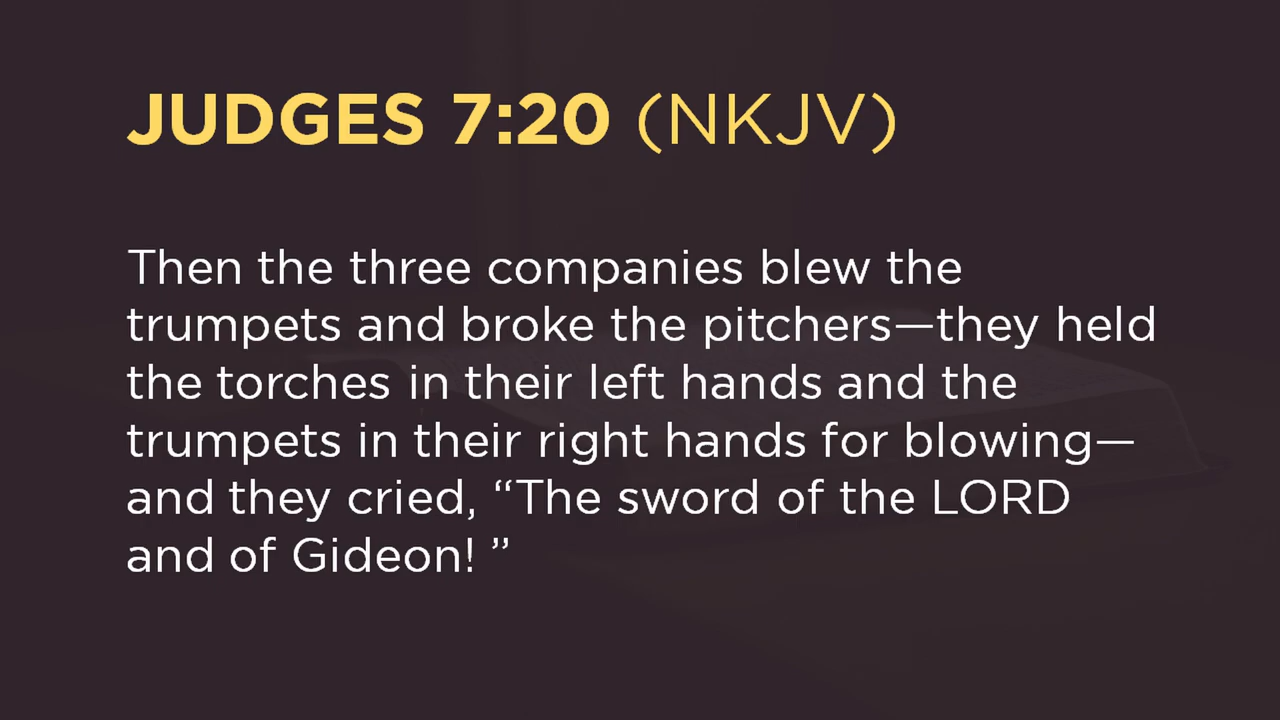 JUDGES 7:20 (NKJV)
Then the three companies blew the
trumpets and broke the pitchers—they held
the torches in their left hands and the
trumpets in their right hands for blowing—
and they cried, “The sword of the LORD
and of Gideon! ”